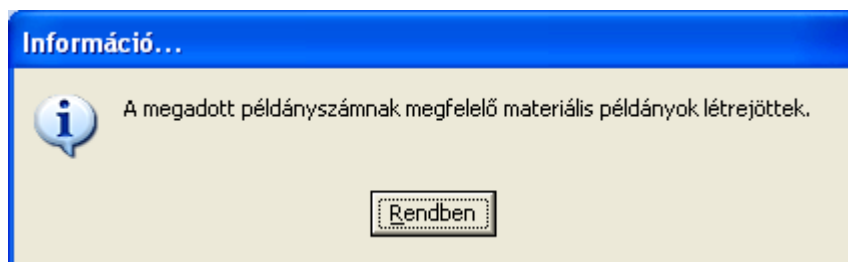 Információ...
A megadott példányszámnak megfelelő materiális példányok létrejöttek.
Rendben